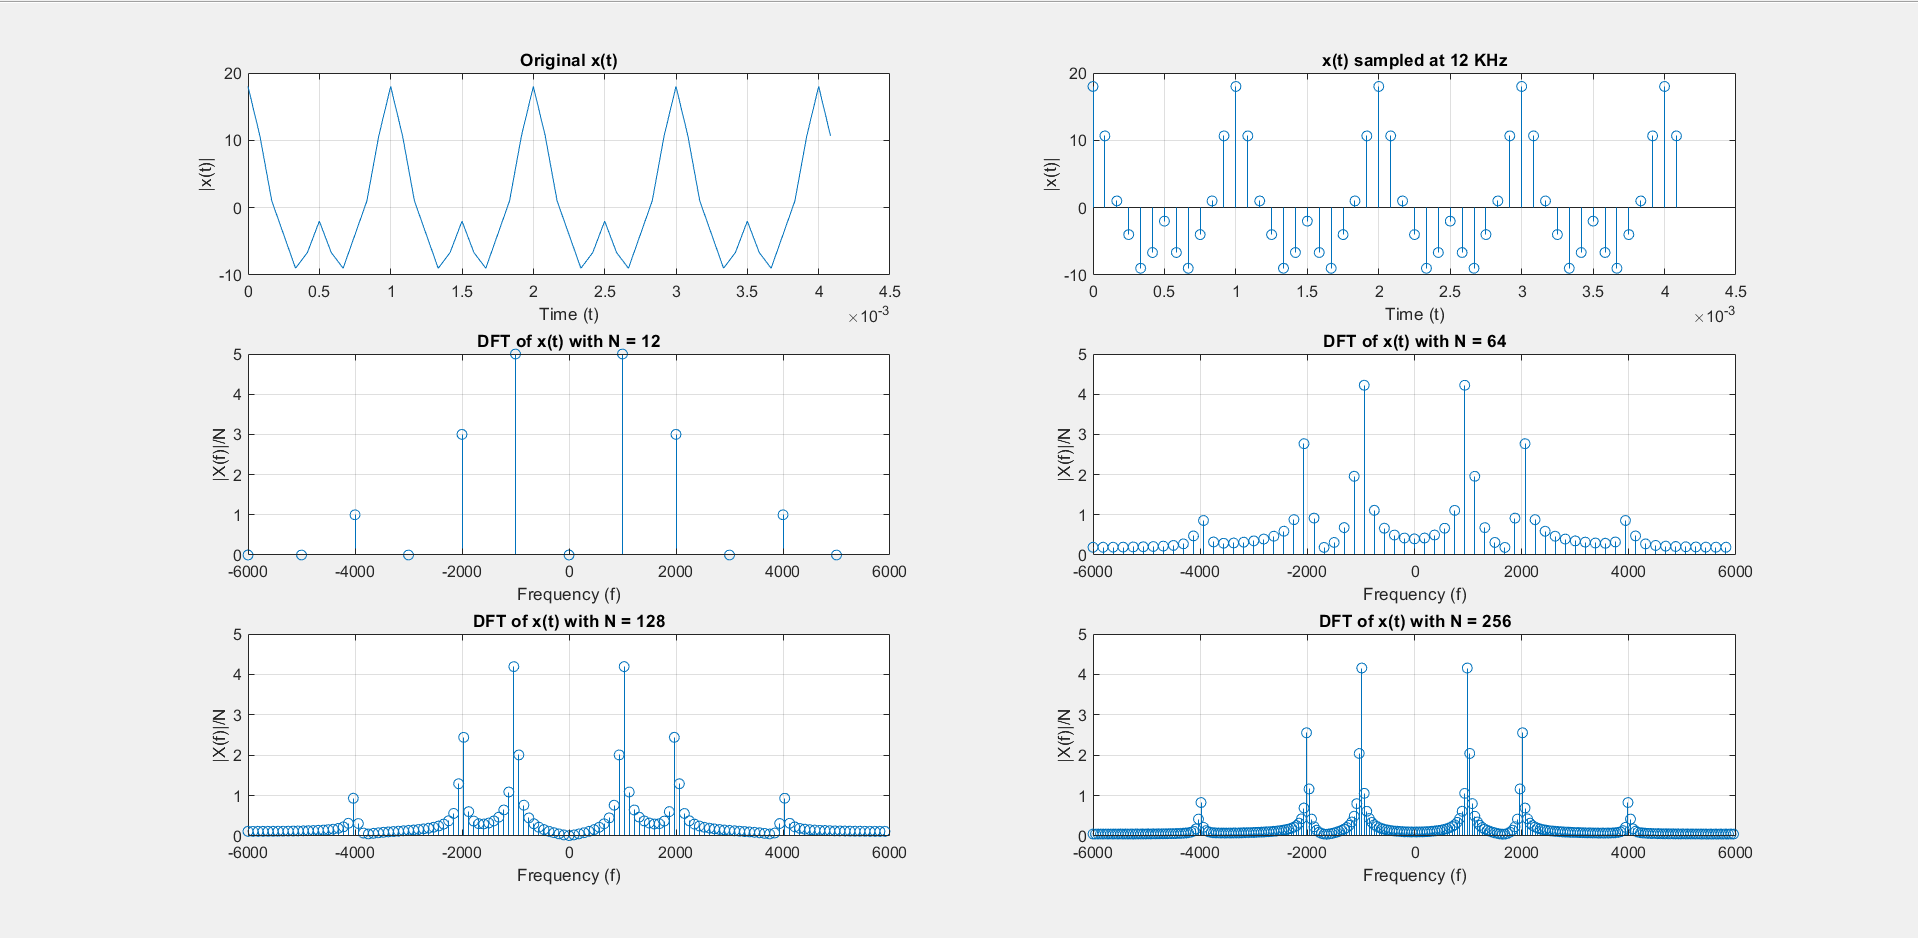 Original x(t)
20
10
0
-10
|x(t)|
0 0.5 1 1.5 2 2.5 3 3.5 4 4.5
Time (t)
×10-3
x(t) sampled at 12 KHz
20
10
0
-10
|x(t)|
0 0.5 1 1.5 2 2.5 3 3.5 4 4.5
Time (t)
×10-3
DFT of x(t) with N = 12
5
4
3
2
1
0
|X(f)|/N
-6000 -4000 -2000 0 2000 4000 6000
Frequency (f)
DFT of x(t) with N = 64
5
4
3
2
1
0
|X(f)|/N
-6000 -4000 -2000 0 2000 4000 6000
Frequency (f)
DFT of x(t) with N = 128
5
4
3
2
1
0
|X(f)|/N
-6000 -4000 -2000 0 2000 4000 6000
Frequency (f)
DFT of x(t) with N = 256
5
4
3
2
1
0
|X(f)|/N
-6000 -4000 -2000 0 2000 4000 6000
Frequency (f)